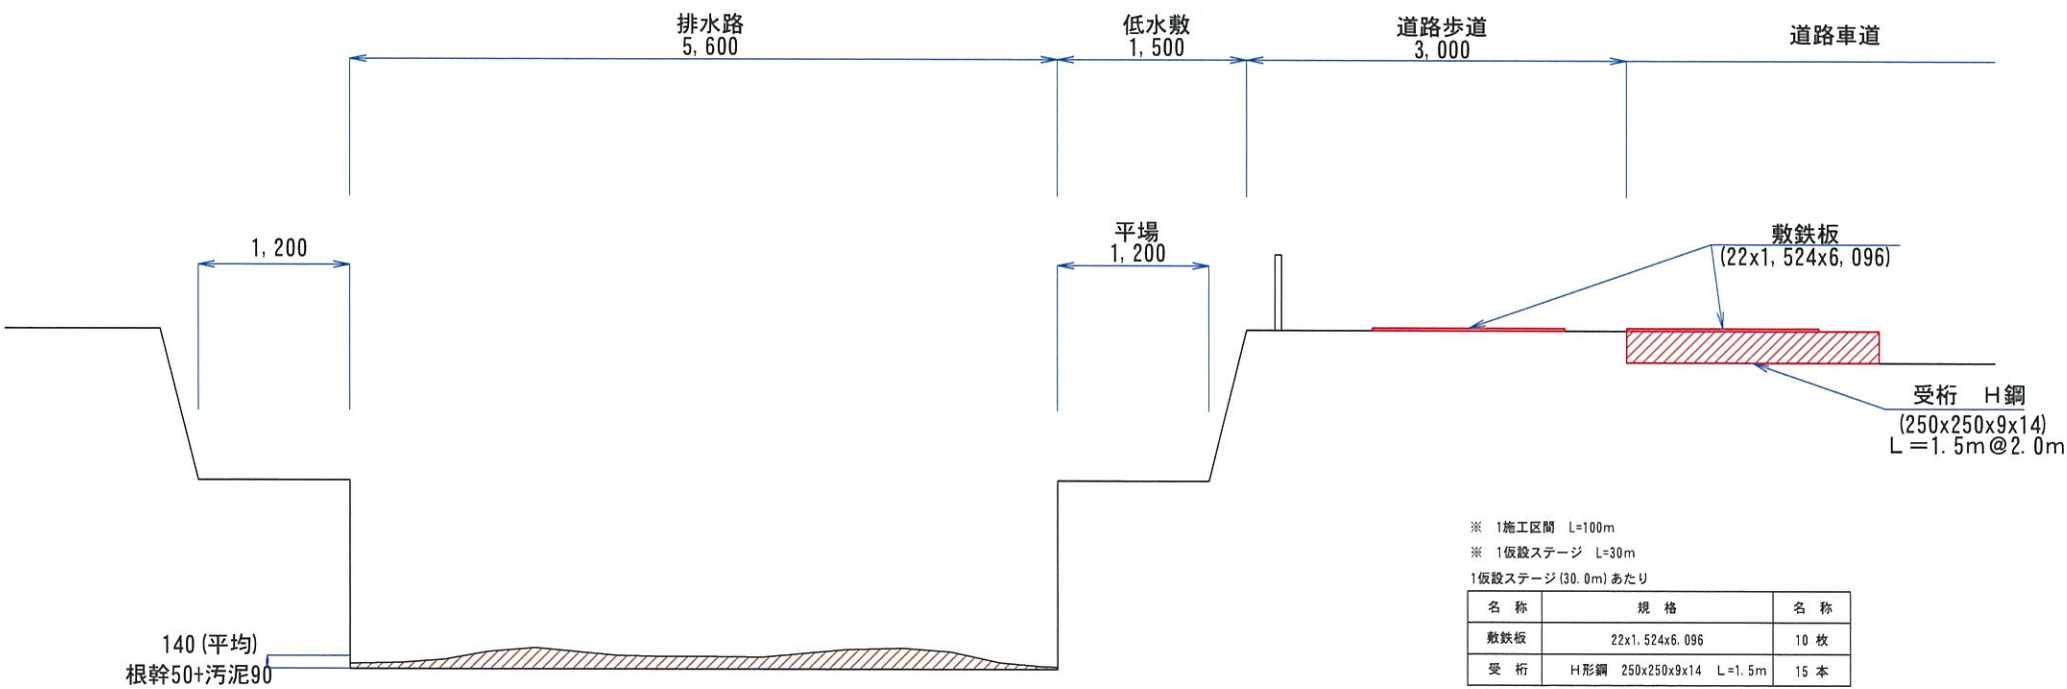 排水路
5,600
低水敷
1,500
道路歩道
3,000
道路車道
1,200
平場
1,200
敷鉄板
(22x1,524x6,096)
受桁 H鋼
(250x250x9x14)
L=1.5m@2.0m
140(平均)
根幹50+汚泥90
※ 1施工区間 L=100m
※ 1仮設ステージ L=30m
1仮設ステージ(30.0m)あたり
名 称 規 格 名 称
敷鉄板 22x1.524x6.096 10 枚
受 桁 H形鋼 250x250x9x14 L=1.5m 15 本